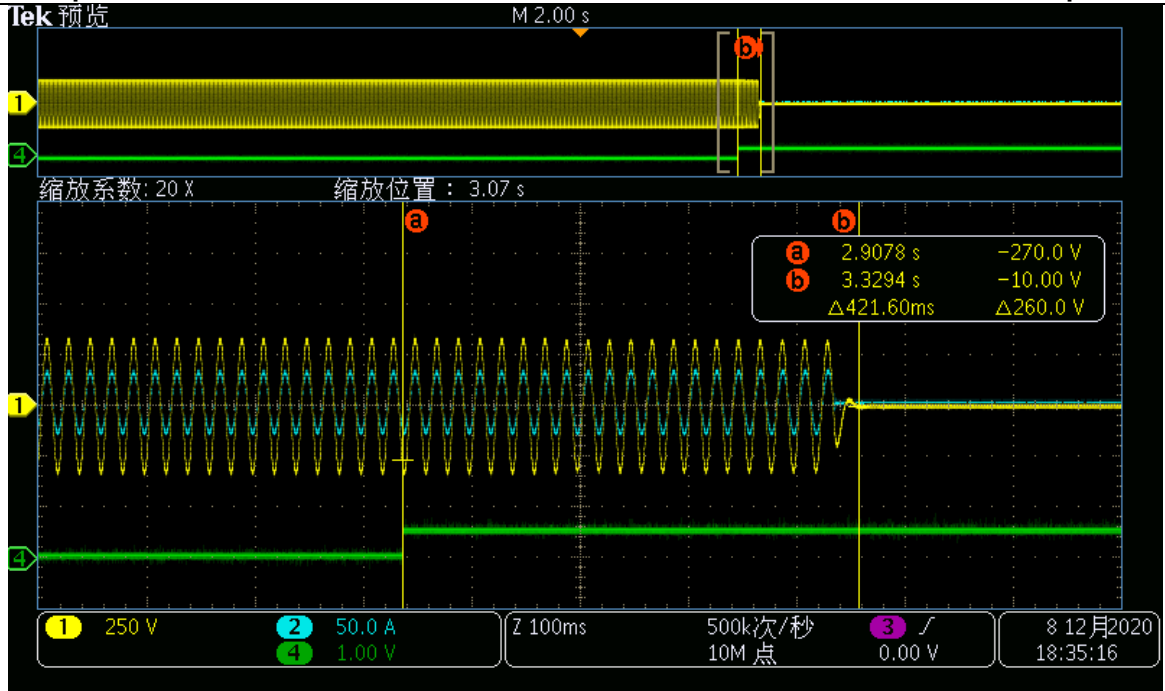 Tek 预览 M 2.00 s
b
1
4
缩放系数: 20 X 缩放位置： 3.07 s
a b
a 2.9078 s -270.0 V
b 3.3294 s -10.00 V
△421.60ms △260.0 V
1
4
1 250 V 2 50.0 A Z 100ms 500k次/秒 3 8 12月2020
4 1.00 V 10M 点 0.00 V 18:35:16